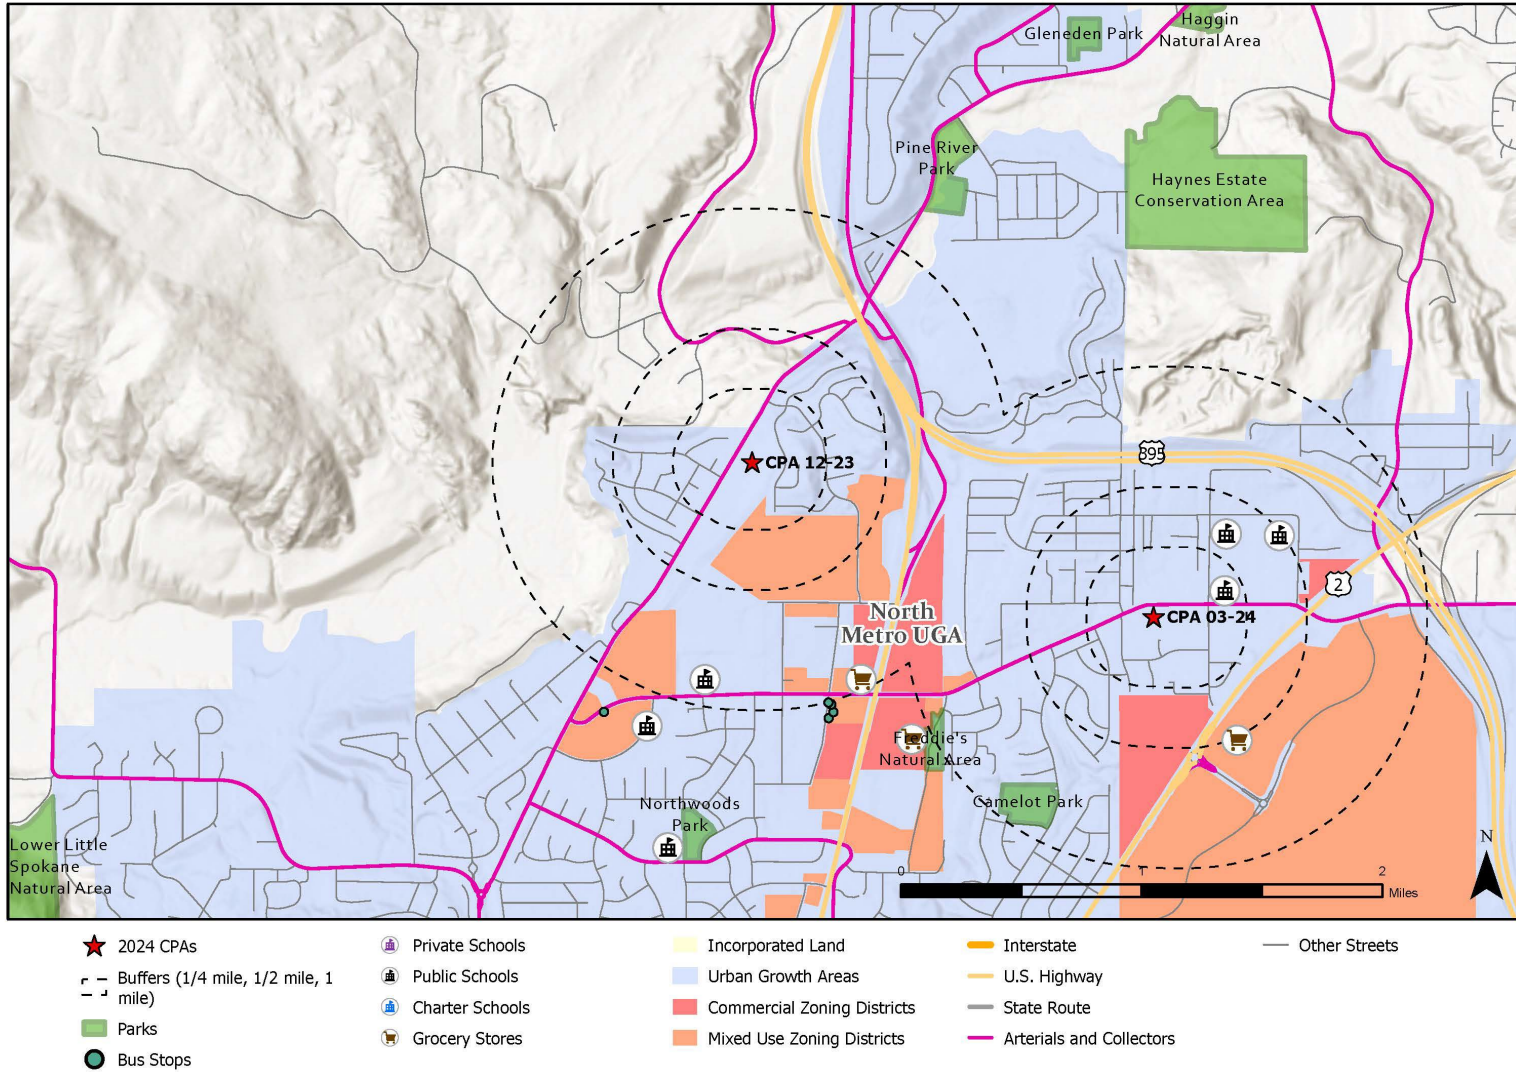 Haggin
Natural Area
Gleneden Park
Pine River
Park
Haynes Estate
Conservation Area
395
CPA 12-23
2
North
Metro UGA
CPA 03-24
Freddie's
Natural Area
Northwoods
Park
Camelot Park
Lower Little
Spokane
Natural Area
N
0 1 2
Miles
2024 CPAs
Buffers (1/4 mile, 1/2 mile, 1
mile)
Parks
Bus Stops
Private Schools
Public Schools
Charter Schools
Grocery Stores
Incorporated Land
Urban Growth Areas
Commercial Zoning Districts
Mixed Use Zoning Districts
Interstate
U.S. Highway
State Route
Arterials and Collectors
Other Streets